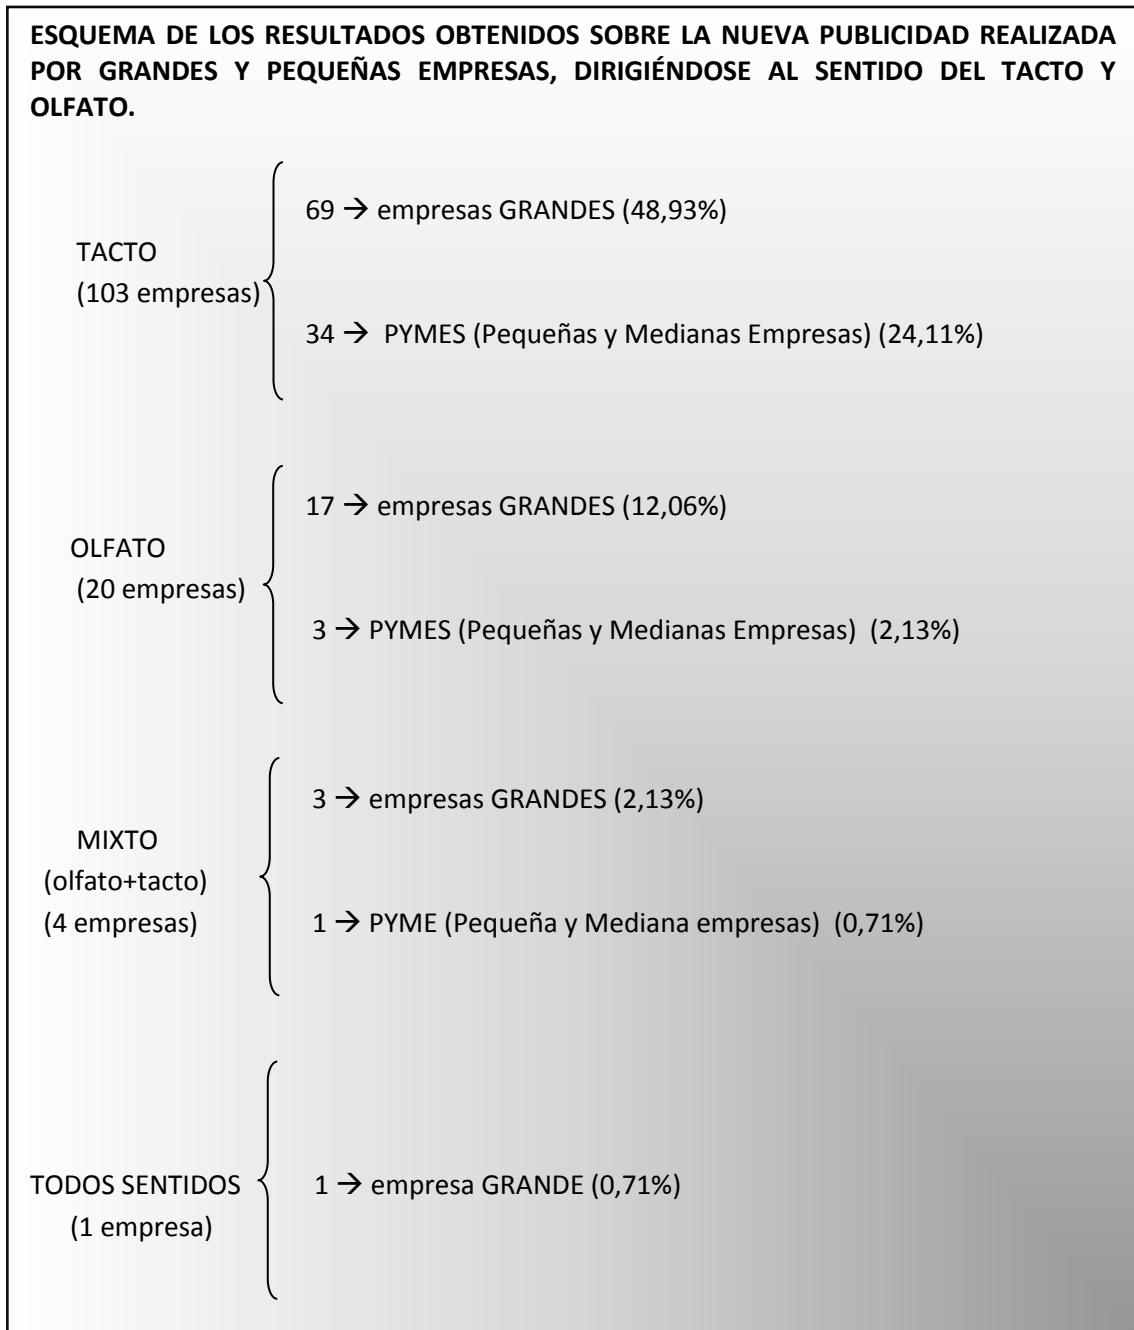 ESQUEMA DE LOS RESULTADOS OBTENIDOS SOBRE LA NUEVA PUBLICIDAD REALIZADA
POR GRANDES Y PEQUEÑAS EMPRESAS, DIRIGIÉNDOSE AL SENTIDO DEL TACTO Y
OLFATO.
69 → empresas GRANDES (48,93%)
TACTO
(103 empresas)
34 → PYMES (Pequeñas y Medianas Empresas) (24,11%)
17 → empresas GRANDES (12,06%)
OLFATO
(20 empresas)
3 → PYMES (Pequeñas y Medianas Empresas) (2,13%)
3 → empresas GRANDES (2,13%)
MIXTO
(olfato+tacto)
(4 empresas)
1 → PYME (Pequeña y Mediana empresas) (0,71%)
TODOS SENTIDOS
(1 empresa)
1 → empresa GRANDE (0,71%)